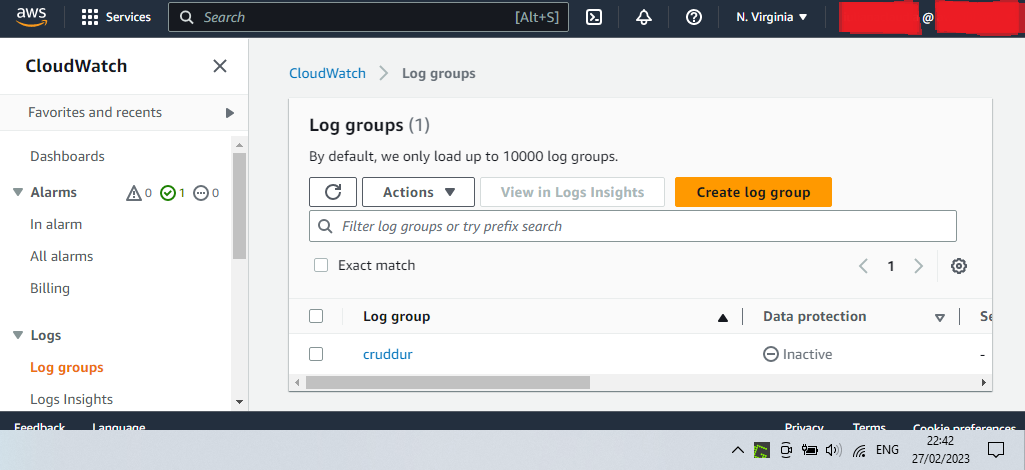 aws Services Search [Alt+S] N. Virginia @
CloudWatch
Favorites and recents
Dashboards
Alarms 0 1 0
In alarm
All alarms
Billing
Logs
Log groups
Logs Insights
CloudWatch Log groups
Log groups (1)
By default, we only load up to 10000 log groups.
Actions View in Logs Insights Create log group
Filter log groups or try prefix search
Exact match 1
Log group Data protection Se
cruddur Inactive -
Feedback Language Privacy Terms Cookie preferences
ENG 22:42
27/02/2023